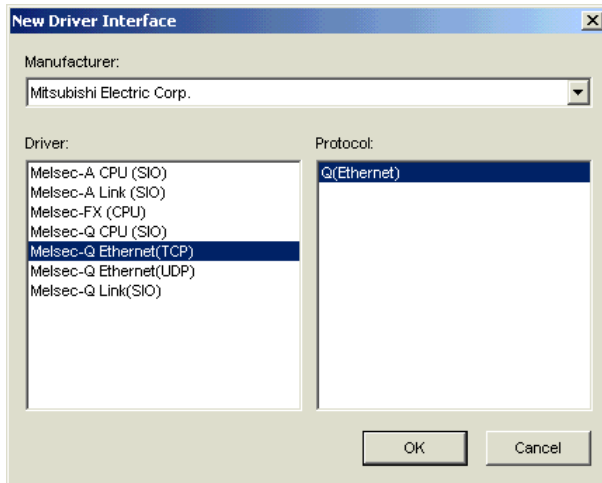 New Driver Interface
Manufacturer:
Mitsubishi Electric Corp.
Driver:
Melsec-A CPU (SIO)
Melsec-A Link (SIO)
Melsec-FX (CPU)
Melsec-Q CPU (SIO)
Melsec-Q Ethernet(TCP)
Melsec-Q Ethernet(UDP)
Melsec-Q Link(SIO)
Protocol:
Q(Ethernet)
OK
Cancel